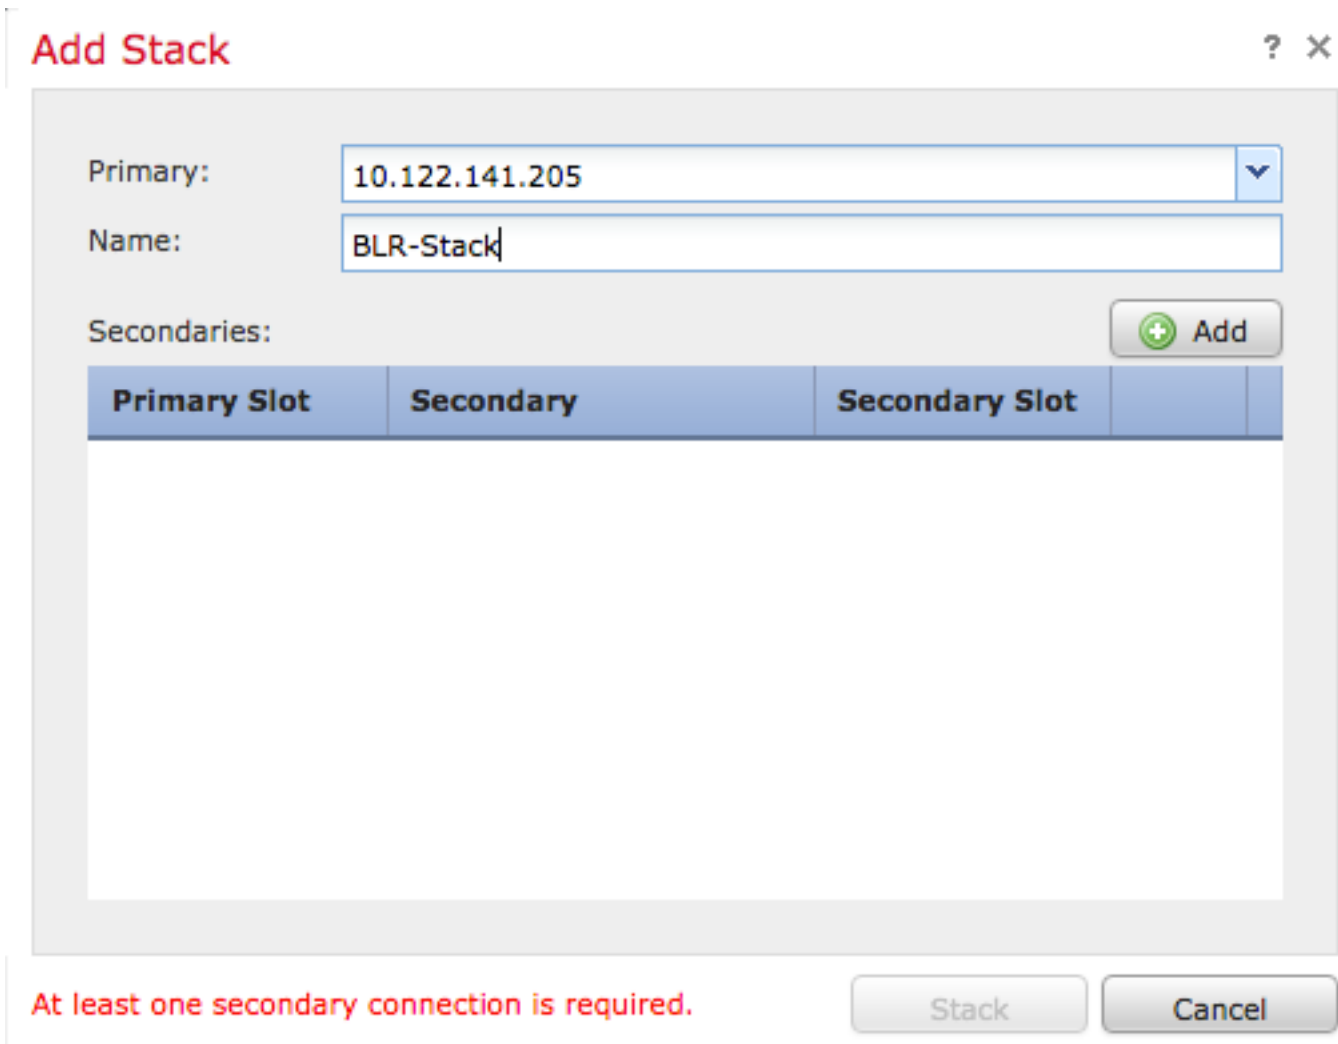 Add Stack ? ×
Primary: 10.122.141.205
Name: BLR-Stack
Secondaries: Add
Primary Slot Secondary Secondary Slot
At least one secondary connection is required. Stack Cancel